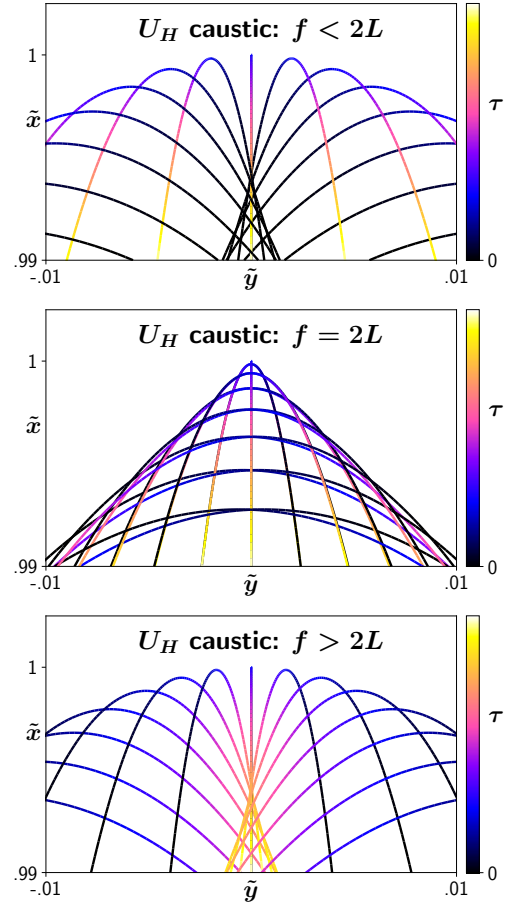 U_H caustic: f < 2L
1
x̃
τ
.99
0
-.01
ỹ
.01
U_H caustic: f = 2L
1
x̃
τ
.99
0
-.01
ỹ
.01
U_H caustic: f > 2L
1
x̃
τ
.99
0
-.01
ỹ
.01